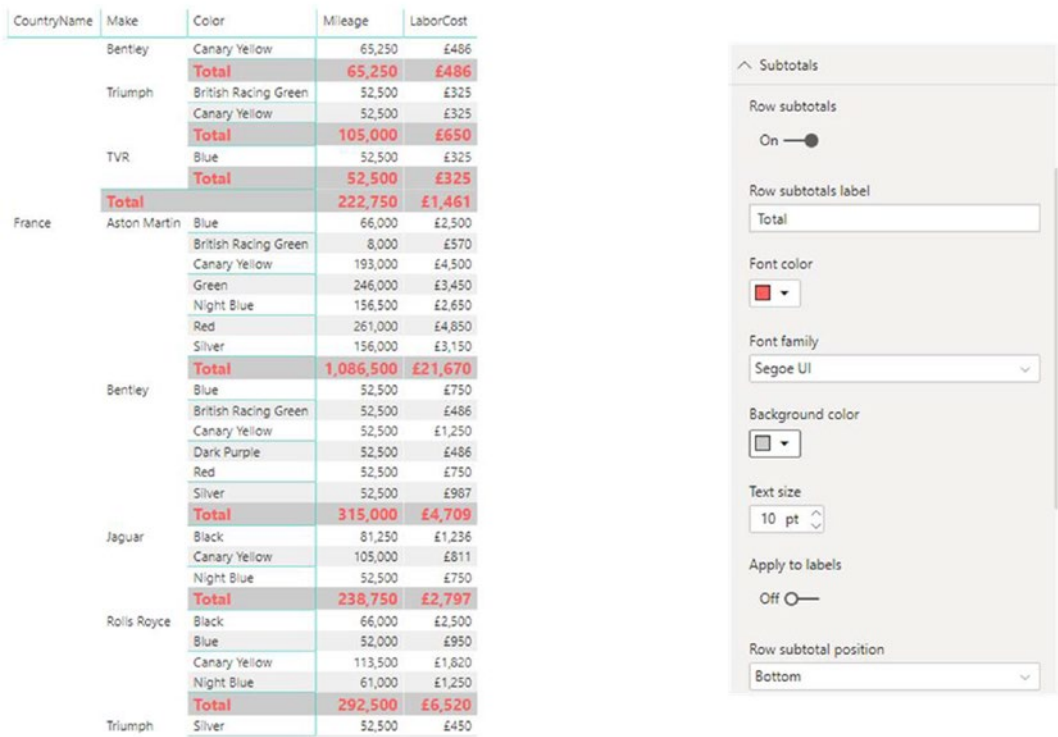 CountryName Make Color Mileage LaborCost
Bentley Canary Yellow 65,250 £486
Total 65,250 £486
Triumph British Racing Green 52,500 £325
Canary Yellow 52,500 £325
Total 105,000 £650
TVR Blue 52,500 £325
Total 52,500 £325
Total 222,750 £1,461
France Aston Martin Blue 66,000 £2,500
British Racing Green 8,000 £570
Canary Yellow 193,000 £4,500
Green 246,000 £3,450
Night Blue 156,500 £2,650
Red 261,000 £4,850
Silver 156,000 £3,150
Total 1,086,500 £21,670
Bentley Blue 52,500 £750
British Racing Green 52,500 £486
Canary Yellow 52,500 £1,250
Dark Purple 52,500 £486
Red 52,500 £750
Silver 52,500 £987
Total 315,000 £4,709
Jaguar Black 81,250 £1,236
Canary Yellow 105,000 £811
Night Blue 52,500 £750
Total 238,750 £2,797
Rolls Royce Black 66,000 £2,500
Blue 52,000 £950
Canary Yellow 113,500 £1,820
Night Blue 61,000 £1,250
Total 292,500 £6,520
Triumph Silver 52,500 £450
Subtotals
Row subtotals
On
Row subtotals label
Total
Font color
Font family
Segoe UI
Background color
Text size
10 pt
Apply to labels
Off
Row subtotal position
Bottom